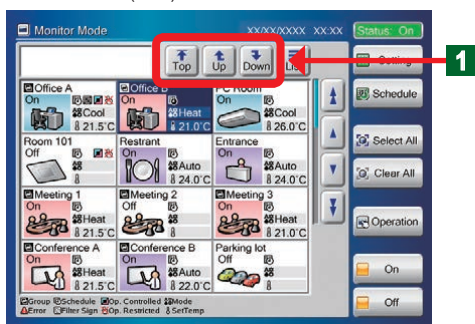 Monitor Mode XX/XX/XXXX XX:XX Status: On
Top Up Down
1
Office A Office B PC Room
On On On
Cool Heat Cool
21.5°C 21.0°C 26.0°C
Schedule
Room 101 Restrant Entrance
Off On On
Auto Auto
24.0°C 24.0°C
Select All
Clear All
Meeting 1 Meeting 2 Meeting 3
On Off On
Heat Heat
21.5°C 21.0°C
Operation
Conference A Conference B Parking lot
On On Off
Heat Auto
21.5°C 22.0°C
On
Group Schedule Op. Controlled Mode
Error Filter Sign Op. Restricted SetTemp
Off